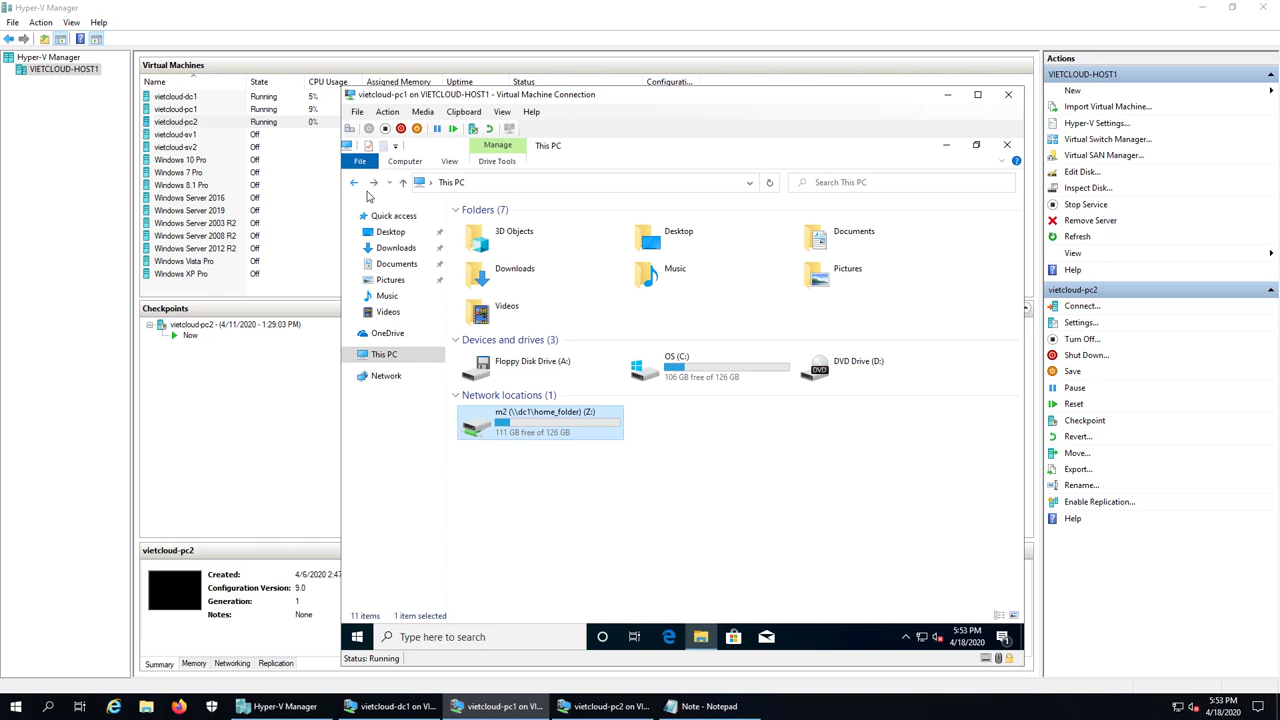 Hyper-V Manager
File Action View Help
Hyper-V Manager
VIETCLOUD-HOST1
Virtual Machines
Name State CPU Usage Assigned Memory Uptime Status Configurati...
vietcloud-dc1 Running 5%
vietcloud-pc1 Running 9%
vietcloud-pc2 Running 0%
vietcloud-sv1 Off
vietcloud-sv2 Off
Windows 10 Pro Off
Windows 7 Pro Off
Windows 8.1 Pro Off
Windows Server 2016 Off
Windows Server 2019 Off
Windows Server 2003 R2 Off
Windows Server 2008 R2 Off
Windows Server 2012 R2 Off
Windows Vista Pro Off
Windows XP Pro Off
Checkpoints
vietcloud-pc2 - (4/11/2020 - 1:29:03 PM)
Now
vietcloud-pc2
Created: 4/6/2020 2:47
Configuration Version: 9.0
Generation: 1
Notes: None
Summary Memory Networking Replication
vietcloud-pc1 on VIETCLOUD-HOST1 - Virtual Machine Connection
File Action Media Clipboard View Help
Manage This PC
File Computer View Drive Tools
This PC
Search This PC
Quick access
Desktop
Downloads
Documents
Pictures
Music
Videos
OneDrive
This PC
Network
Folders (7)
3D Objects Desktop Documents
Downloads Music Pictures
Videos
Devices and drives (3)
Floppy Disk Drive (A:) OS (C:) DVD Drive (D:)
106 GB free of 126 GB
Network locations (1)
m2 (\\dc1\home_folder) (Z:)
111 GB free of 126 GB
11 items 1 item selected
Type here to search
5:53 PM
4/18/2020
1
Status: Running
Actions
VIETCLOUD-HOST1
New
Import Virtual Machine...
Hyper-V Settings...
Virtual Switch Manager...
Virtual SAN Manager...
Edit Disk...
Inspect Disk...
Stop Service
Remove Server
Refresh
View
Help
vietcloud-pc2
Connect...
Settings...
Turn Off...
Shut Down...
Save
Pause
Reset
Checkpoint
Revert...
Move...
Export...
Rename...
Enable Replication...
Help
Hyper-V Manager vietcloud-dc1 on VI... vietcloud-pc1 on VI... vietcloud-pc2 on VI... Note - Notepad
5:53 PM
4/18/2020